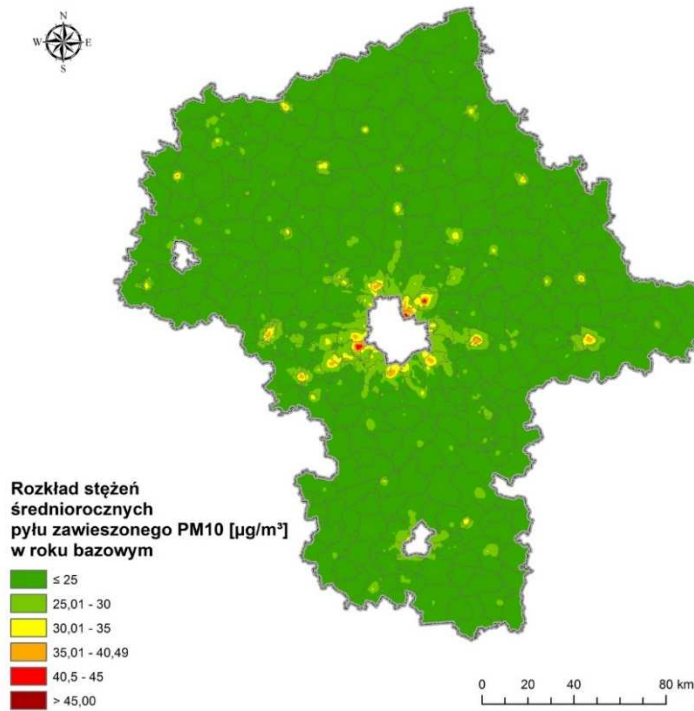 N
W E
S
Rozkład stężeń
średniorocznych
pyłu zawieszonego PM10 [µg/m³]
w roku bazowym
≤ 25
25,01 - 30
30,01 - 35
35,01 - 40,49
40,5 - 45
> 45,00
0 20 40 80 km